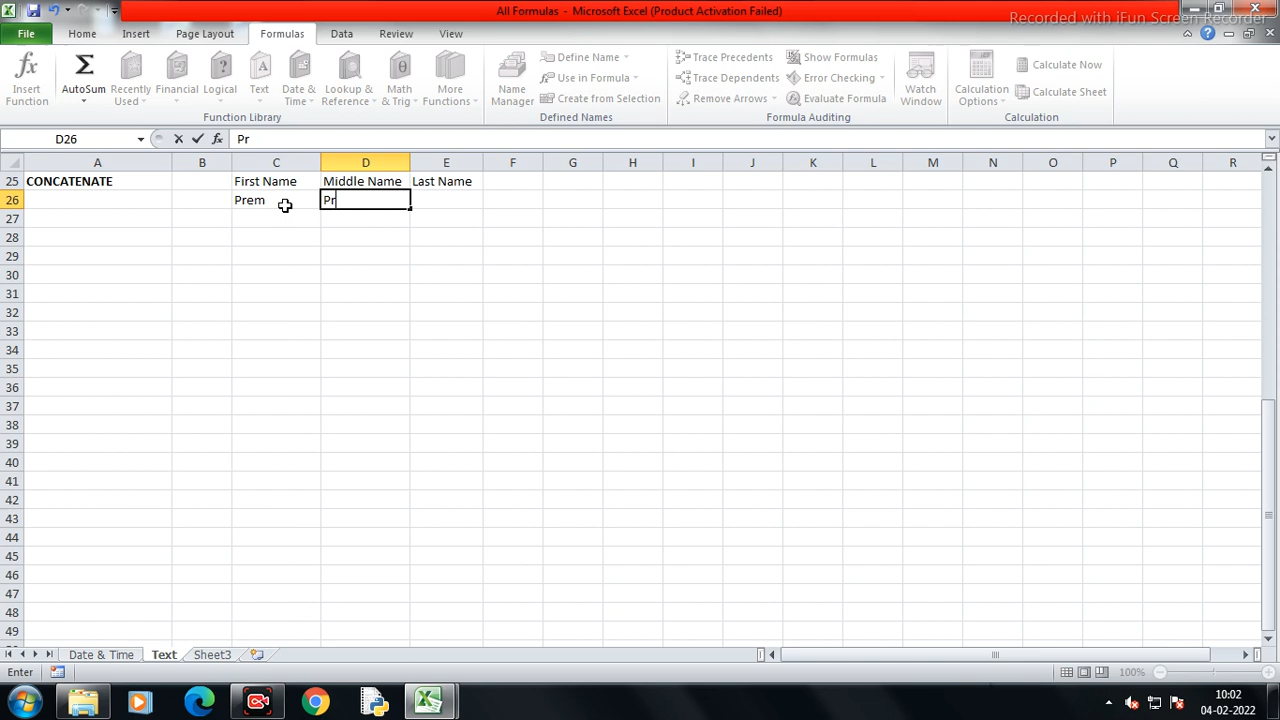 All Formulas - Microsoft Excel (Product Activation Failed)
Recorded with iFun Screen Recorder
File Home Insert Page Layout Formulas Data Review View
Insert Function
AutoSum
Recently Used
Financial
Logical
Text
Date & Time
Lookup & Reference
Math & Trig
More Functions
Function Library
Name Manager
Define Name
Use in Formula
Create from Selection
Defined Names
Trace Precedents
Trace Dependents
Remove Arrows
Show Formulas
Error Checking
Evaluate Formula
Formula Auditing
Watch Window
Calculation Options
Calculate Now
Calculate Sheet
Calculation
D26 fx Pr
A B C D E F G H I J K L M N O P Q R
25 CONCATENATE First Name Middle Name Last Name
26 Prem Pr
27
28
29
30
31
32
33
34
35
36
37
38
39
40
41
42
43
44
45
46
47
48
49
Date & Time Text Sheet3
Enter 100%
10:02
04-02-2022